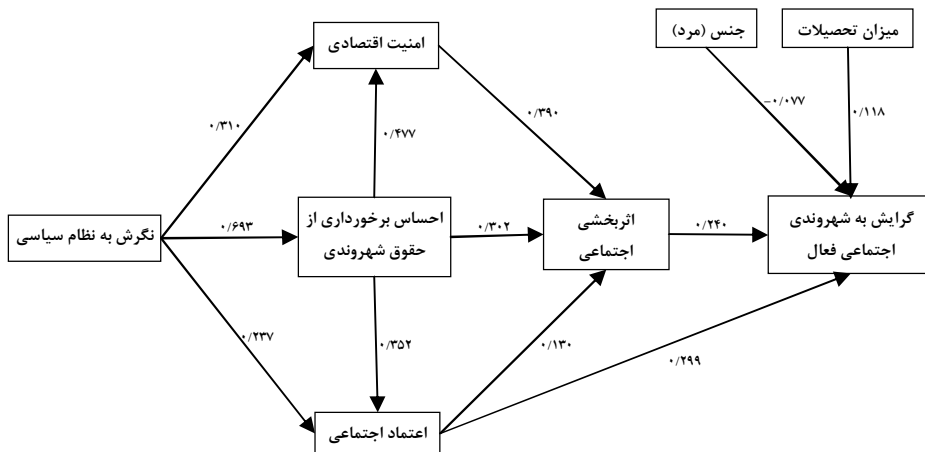 امنیت اقتصادی
جنس (مرد)
میزان تحصیلات
۰/۳۱۰
۰/۴۷۷
۰/۳۹۰
-۰/۰۷۷
۰/۱۱۸
نگرش به نظام سیاسی
۰/۶۹۳
احساس برخورداری از
حقوق شهروندی
۰/۳۰۲
اثربخشی
اجتماعی
۰/۲۴۰
گرایش به شهروندی
اجتماعی فعال
۰/۲۳۷
۰/۳۵۲
۰/۱۳۰
۰/۲۹۹
اعتماد اجتماعی